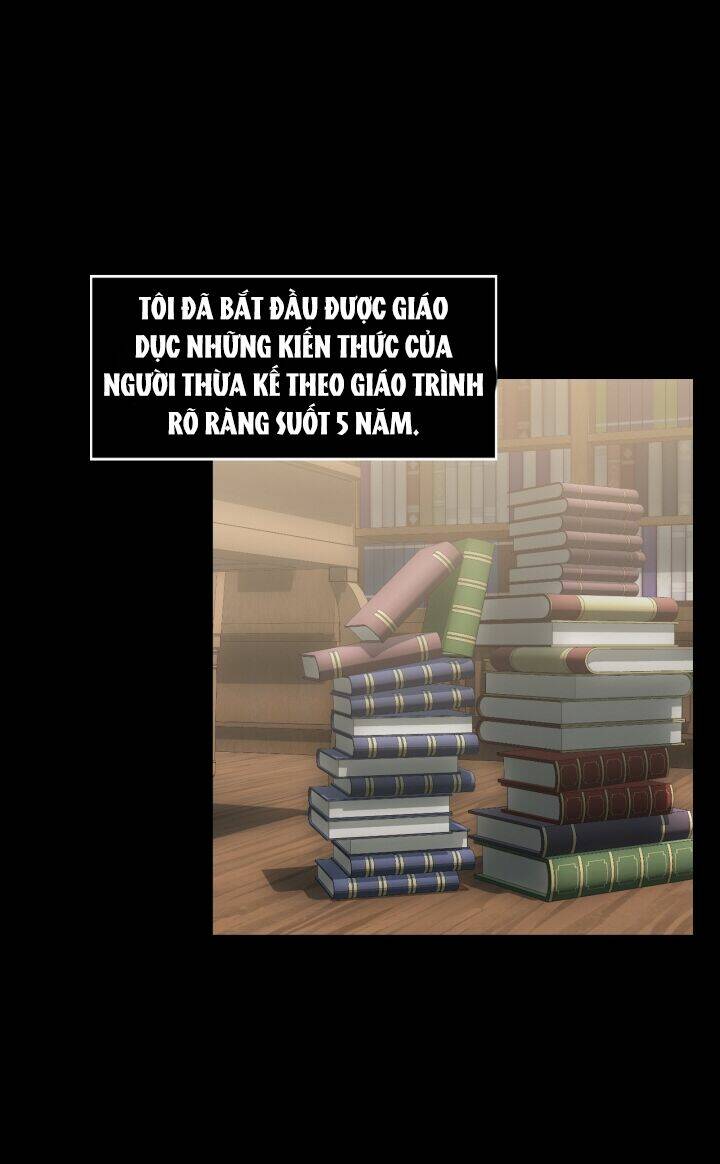 TÔI ĐÃ BẮT ĐẦU ĐƯỢC GIÁO
DỤC NHỮNG KIẾN THỨC CỦA
NGƯỜI THỪA KẾ THEO GIÁO TRÌNH
RÕ RÀNG SUỐT 5 NĂM.